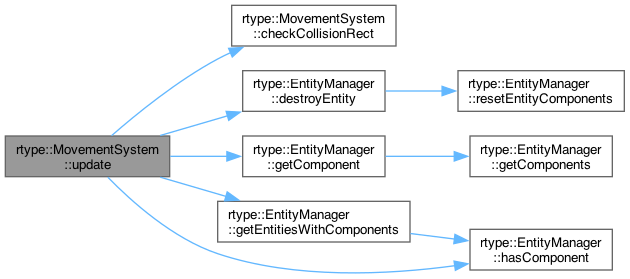 rtype::MovementSystem
::checkCollisionRect
rtype::EntityManager
::destroyEntity
rtype::EntityManager
::resetEntityComponents
rtype::MovementSystem
::update
rtype::EntityManager
::getComponent
rtype::EntityManager
::getComponents
rtype::EntityManager
::getEntitiesWithComponents
rtype::EntityManager
::hasComponent